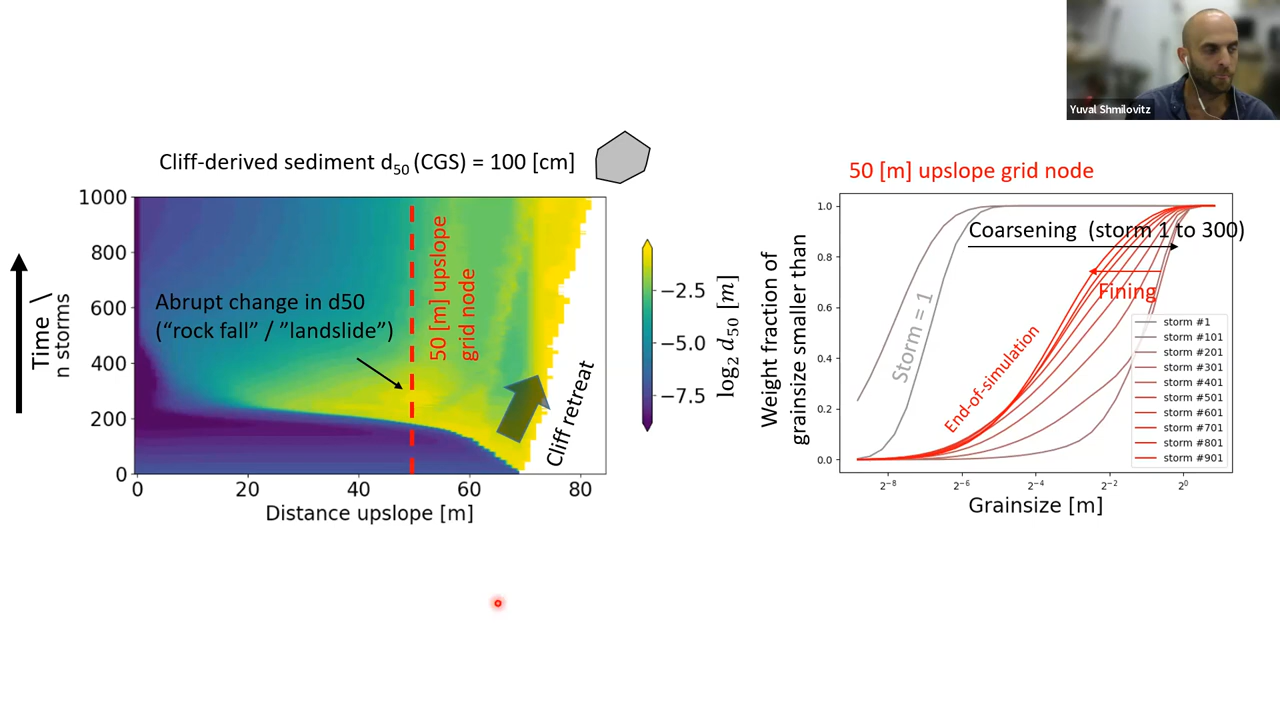 Yuval Shmilovitz
Cliff-derived sediment d50 (CGS) = 100 [cm]
1000
800
600
400
200
0
Time \
n storms
Abrupt change in d50
("rock fall" / "landslide")
50 [m] upslope
grid node
Cliff retreat
0
20
40
60
80
Distance upslope [m]
−2.5
−5.0
−7.5
log2 d50 [m]
50 [m] upslope grid node
1.0
0.8
0.6
0.4
0.2
0.0
Weight fraction of
grainsize smaller than
Coarsening (storm 1 to 300)
Fining
Storm = 1
End-of-simulation
storm #1
storm #101
storm #201
storm #301
storm #401
storm #501
storm #601
storm #701
storm #801
storm #901
2−8
2−6
2−4
2−2
20
Grainsize [m]